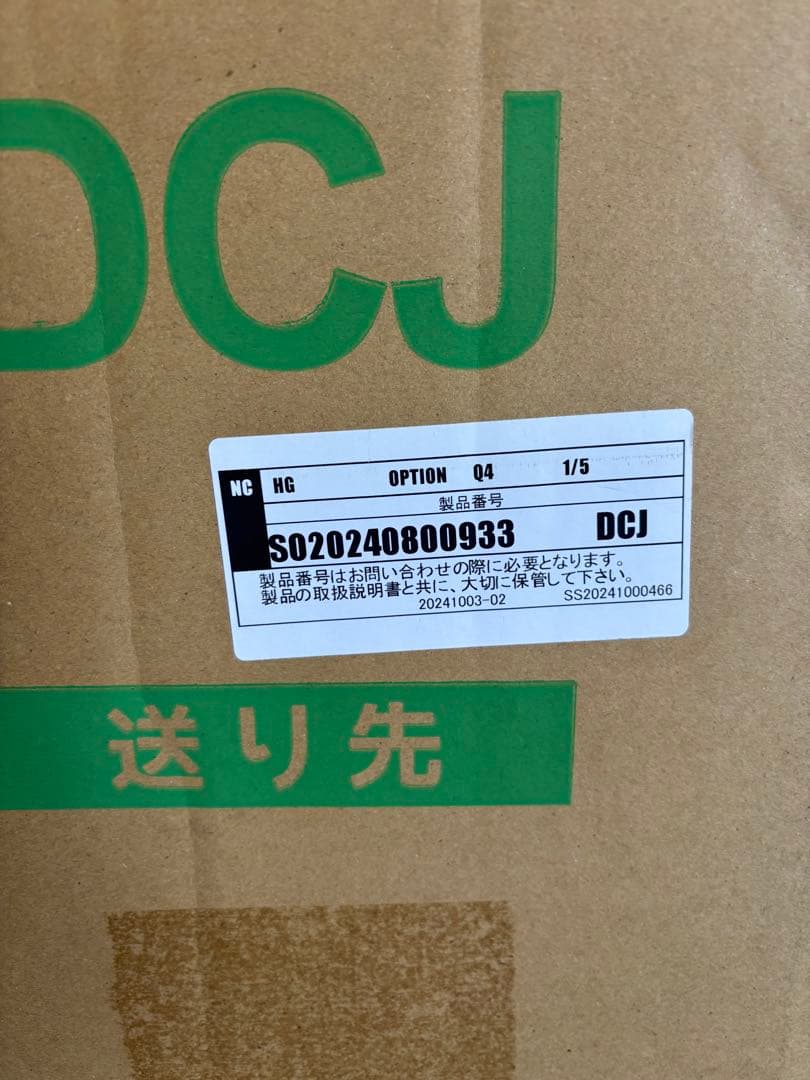 DCJ
NC HG OPTION Q4 1/5
製品番号
SO20240800933 DCJ
製品番号はお問い合わせの際に必要となります。
製品の取扱説明書と共に、大切に保管して下さい。
20241003-02 SS20241000466
送り先